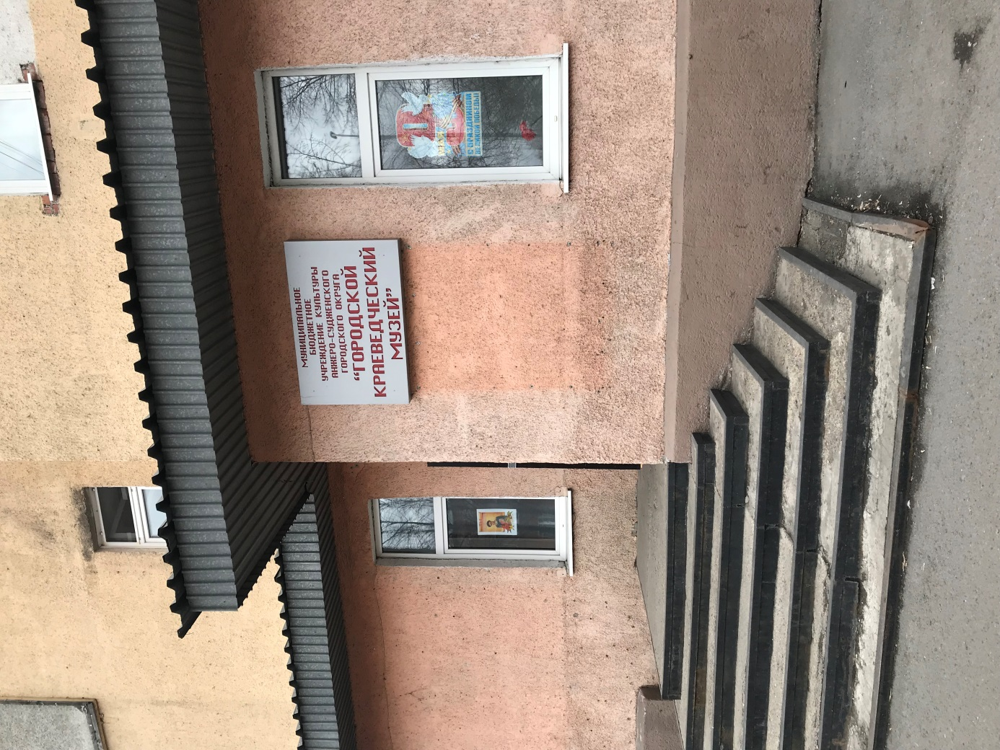 МУНИЦИПАЛЬНОЕ
БЮДЖЕТНОЕ
УЧРЕЖДЕНИЕ КУЛЬТУРЫ
АНЖЕРО-СУДЖЕНСКОГО
ГОРОДСКОГО ОКРУГА
“ГОРОДСКОЙ
КРАЕВЕДЧЕСКИЙ
МУЗЕЙ”
С ПРАЗДНИКОМ
ВЕЛИКОЙ ПОБЕДЫ!